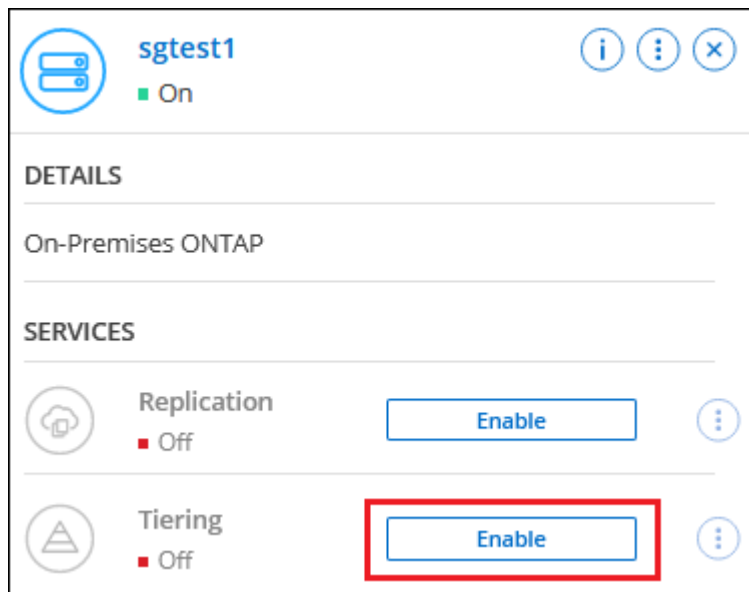 sgtest1
On
DETAILS
On-Premises ONTAP
SERVICES
Replication
Off
Enable
Tiering
Off
Enable